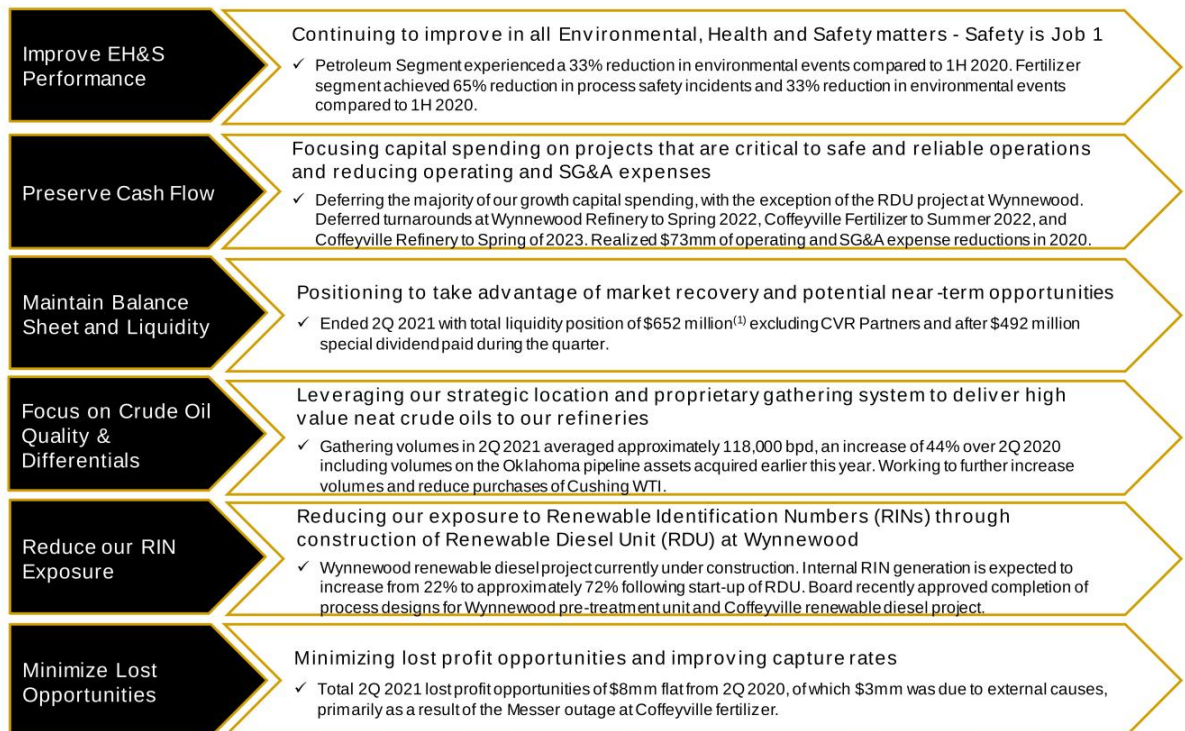 Improve EH&S
Performance
Continuing to improve in all Environmental, Health and Safety matters - Safety is Job 1
✓ Petroleum Segment experienced a 33% reduction in environmental events compared to 1H 2020. Fertilizer
segment achieved 65% reduction in process safety incidents and 33% reduction in environmental events
compared to 1H 2020.
Preserve Cash Flow
Focusing capital spending on projects that are critical to safe and reliable operations
and reducing operating and SG&A expenses
✓ Deferring the majority of our growth capital spending, with the exception of the RDU project at Wynnewood.
Deferred turnarounds at Wynnewood Refinery to Spring 2022, Coffeyville Fertilizer to Summer 2022, and
Coffeyville Refinery to Spring of 2023. Realized $73mm of operating and SG&A expense reductions in 2020.
Maintain Balance
Sheet and Liquidity
Positioning to take advantage of market recovery and potential near-term opportunities
✓ Ended 2Q 2021 with total liquidity position of $652 million(1) excluding CVR Partners and after $492 million
special dividend paid during the quarter.
Focus on Crude Oil
Quality &
Differentials
Leveraging our strategic location and proprietary gathering system to deliver high
value neat crude oils to our refineries
✓ Gathering volumes in 2Q 2021 averaged approximately 118,000 bpd, an increase of 44% over 2Q 2020
including volumes on the Oklahoma pipeline assets acquired earlier this year. Working to further increase
volumes and reduce purchases of Cushing WTI.
Reduce our RIN
Exposure
Reducing our exposure to Renewable Identification Numbers (RINs) through
construction of Renewable Diesel Unit (RDU) at Wynnewood
✓ Wynnewood renewable diesel project currently under construction. Internal RIN generation is expected to
increase from 22% to approximately 72% following start-up of RDU. Board recently approved completion of
process designs for Wynnewood pre-treatment unit and Coffeyville renewable diesel project.
Minimize Lost
Opportunities
Minimizing lost profit opportunities and improving capture rates
✓ Total 2Q 2021 lost profit opportunities of $8mm flat from 2Q 2020, of which $3mm was due to external causes,
primarily as a result of the Messer outage at Coffeyville fertilizer.